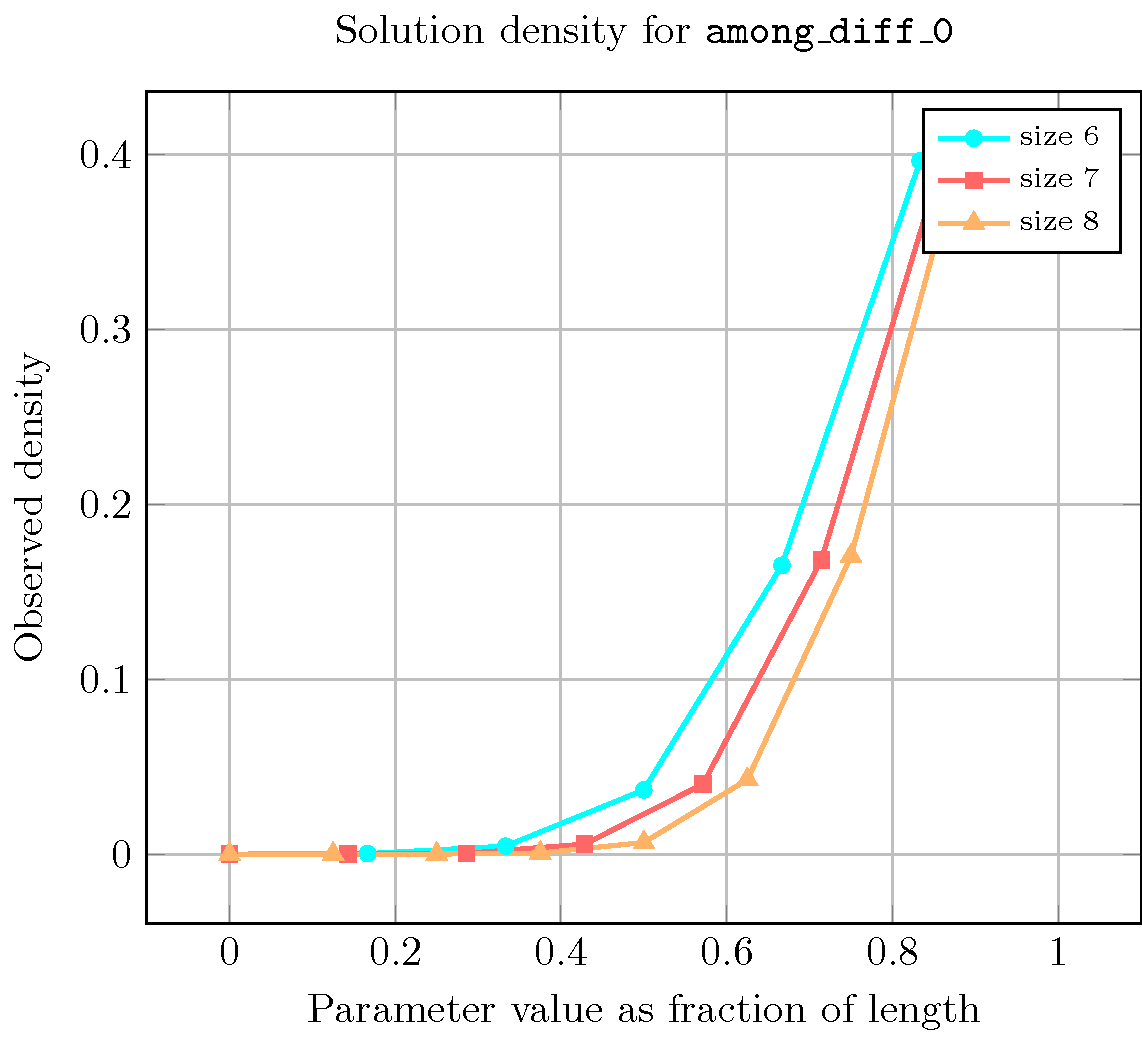 Solution density for among_diff_0
size 6
size 7
size 8
0.4
0.3
0.2
0.1
0
Observed density
0 0.2 0.4 0.6 0.8 1
Parameter value as fraction of length